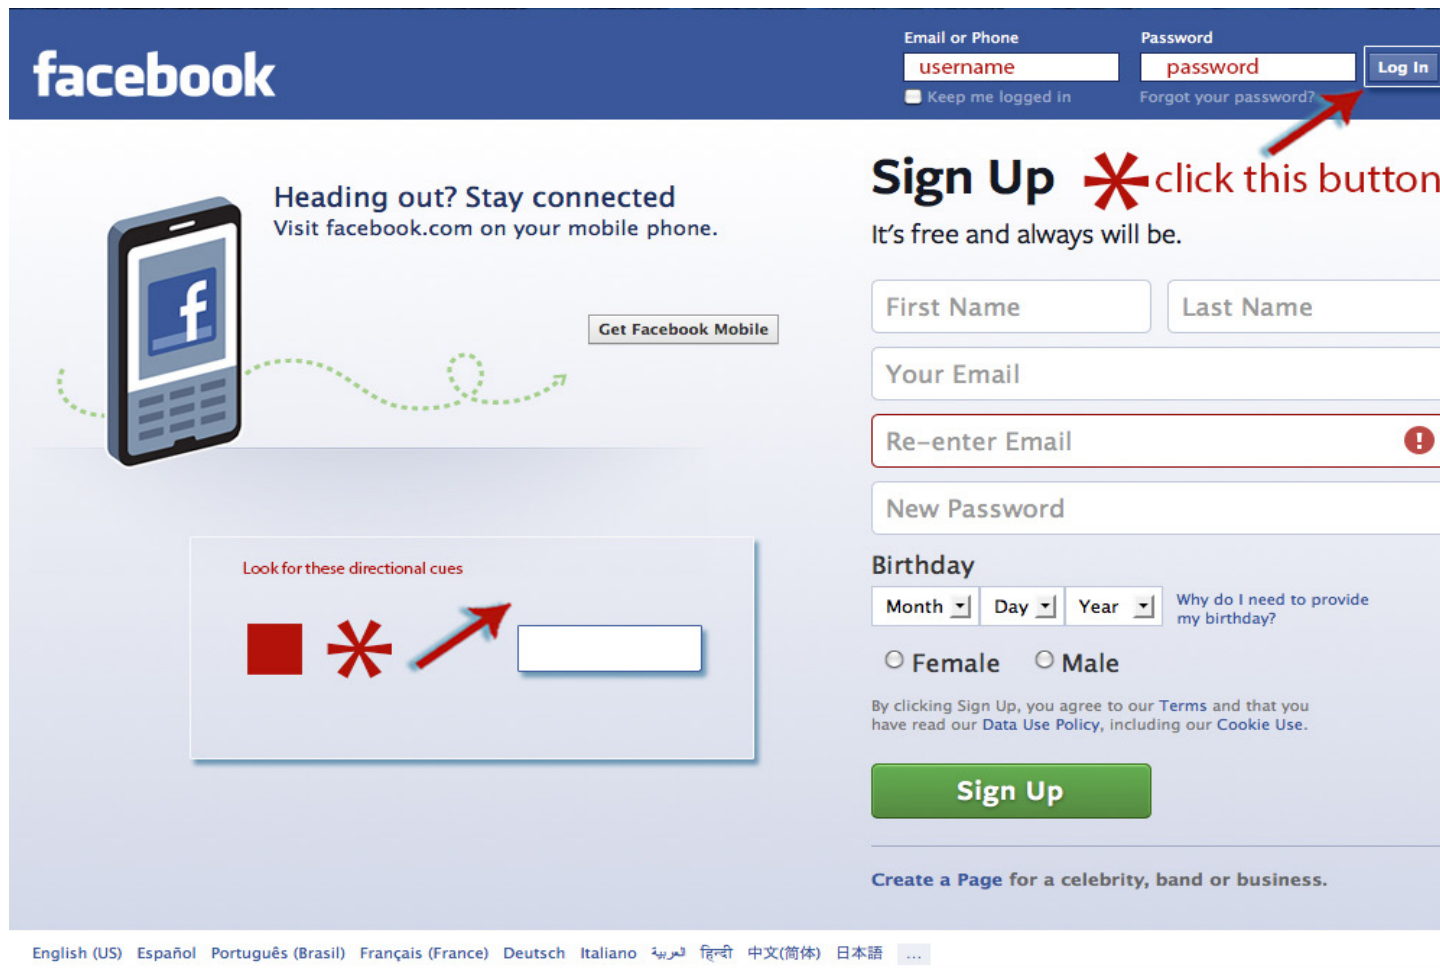 facebook
Email or Phone
Password
username
password
Log In
Keep me logged in
Forgot your password?
Heading out? Stay connected
Visit facebook.com on your mobile phone.
f
Get Facebook Mobile
Sign Up
click this button
It's free and always will be.
First Name
Last Name
Your Email
Re-enter Email
New Password
Birthday
Month
Day
Year
Why do I need to provide
my birthday?
Female
Male
By clicking Sign Up, you agree to our Terms and that you
have read our Data Use Policy, including our Cookie Use.
Sign Up
Create a Page for a celebrity, band or business.
Look for these directional cues
English (US) Español Português (Brasil) Français (France) Deutsch Italiano العربية हिन्दी 中文(简体) 日本語 ...